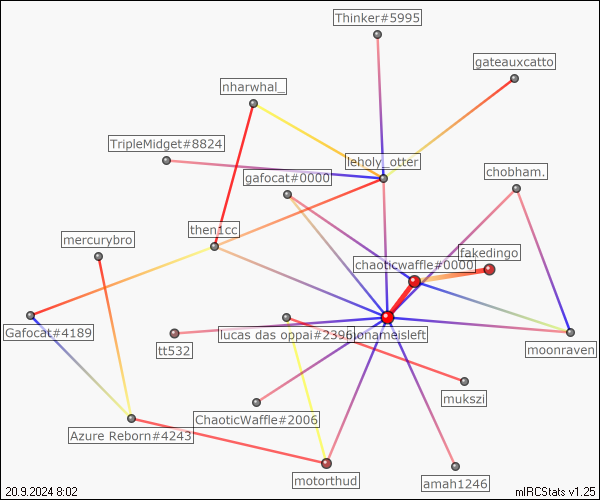 Thinker#5995
gateauxcatto
nharwhal_
TripleMidget#8824
leholy_otter
gafocat#0000
chobham.
then1cc
mercurybro
fakedingo
chaoticwaffle#0000
Gafocat#4189
lucas das oppai#2396
onameisleft
tt532
moonraven
mukszi
ChaoticWaffle#2006
Azure Reborn#4243
motorthud
amah1246
20.9.2024 8:02
mIRCStats v1.25